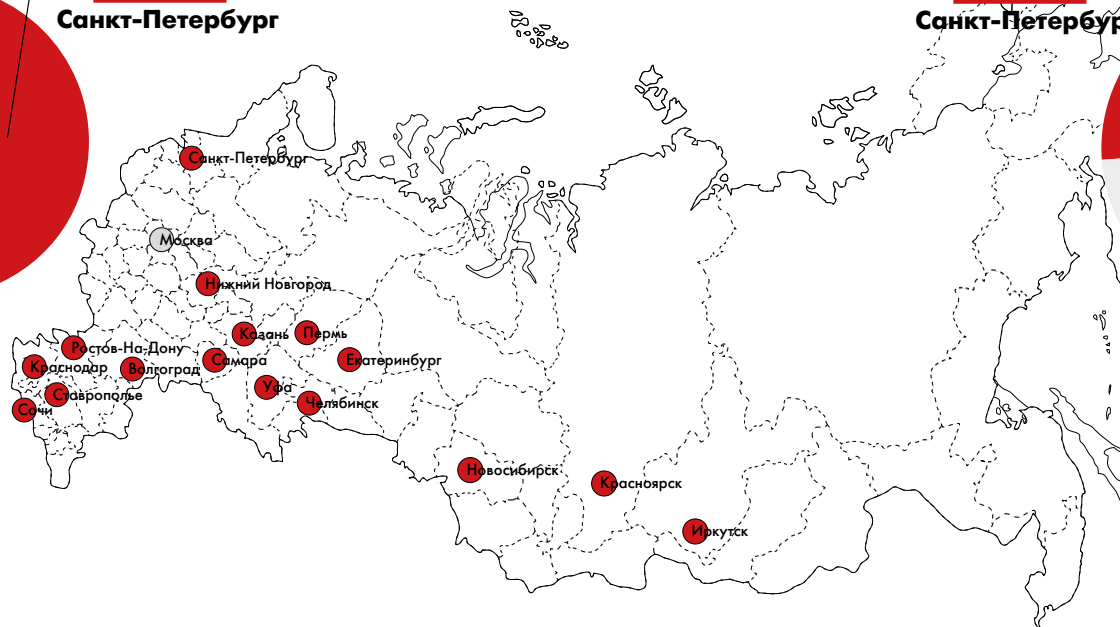 Санкт-Петербург
Санкт-Петербур
Санкт-Петербург
Москва
Нижний Новгород
Казань
Пермь
Ростов-На-Дону
Екатеринбург
Самара
Краснодар
Волгоград
Уфа
Ставрополье
Челябинск
Сочи
Новосибирск
Красноярск
Иркутск